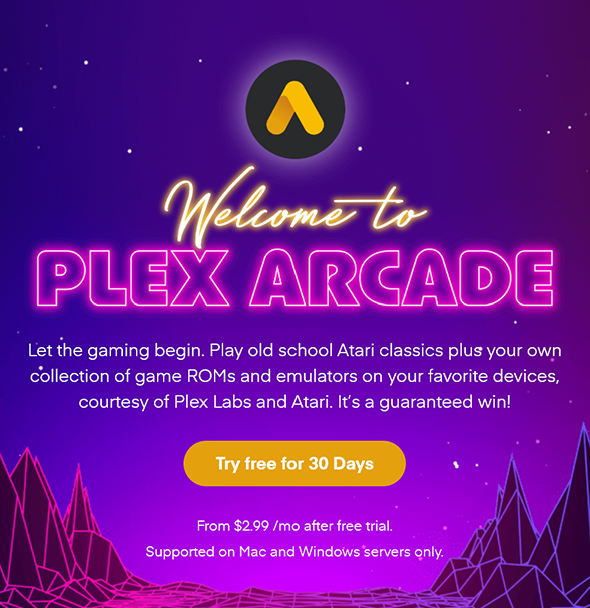 Welcome to
PLEX ARCADE
Let the gaming begin. Play old school Atari classics plus your own
collection of game ROMs and emulators on your favorite devices,
courtesy of Plex Labs and Atari. It's a guaranteed win!
Try free for 30 Days
From $2.99 /mo after free trial.
Supported on Mac and Windows servers only.